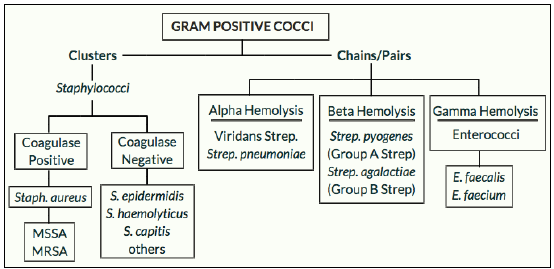 GRAM POSITIVE COCCI
Clusters
Chains/Pairs
Staphylococci
Coagulase
Positive
Coagulase
Negative
Staph. aureus
MSSA
MRSA
S. epidermidis
S. haemolyticus
S. capitis
others
Alpha Hemolysis
Viridans Strep.
Strep. pneumoniae
Beta Hemolysis
Strep. pyogenes
(Group A Strep)
Strep. agalactiae
(Group B Strep)
Gamma Hemolysis
Enterococci
E. faecalis
E. faecium